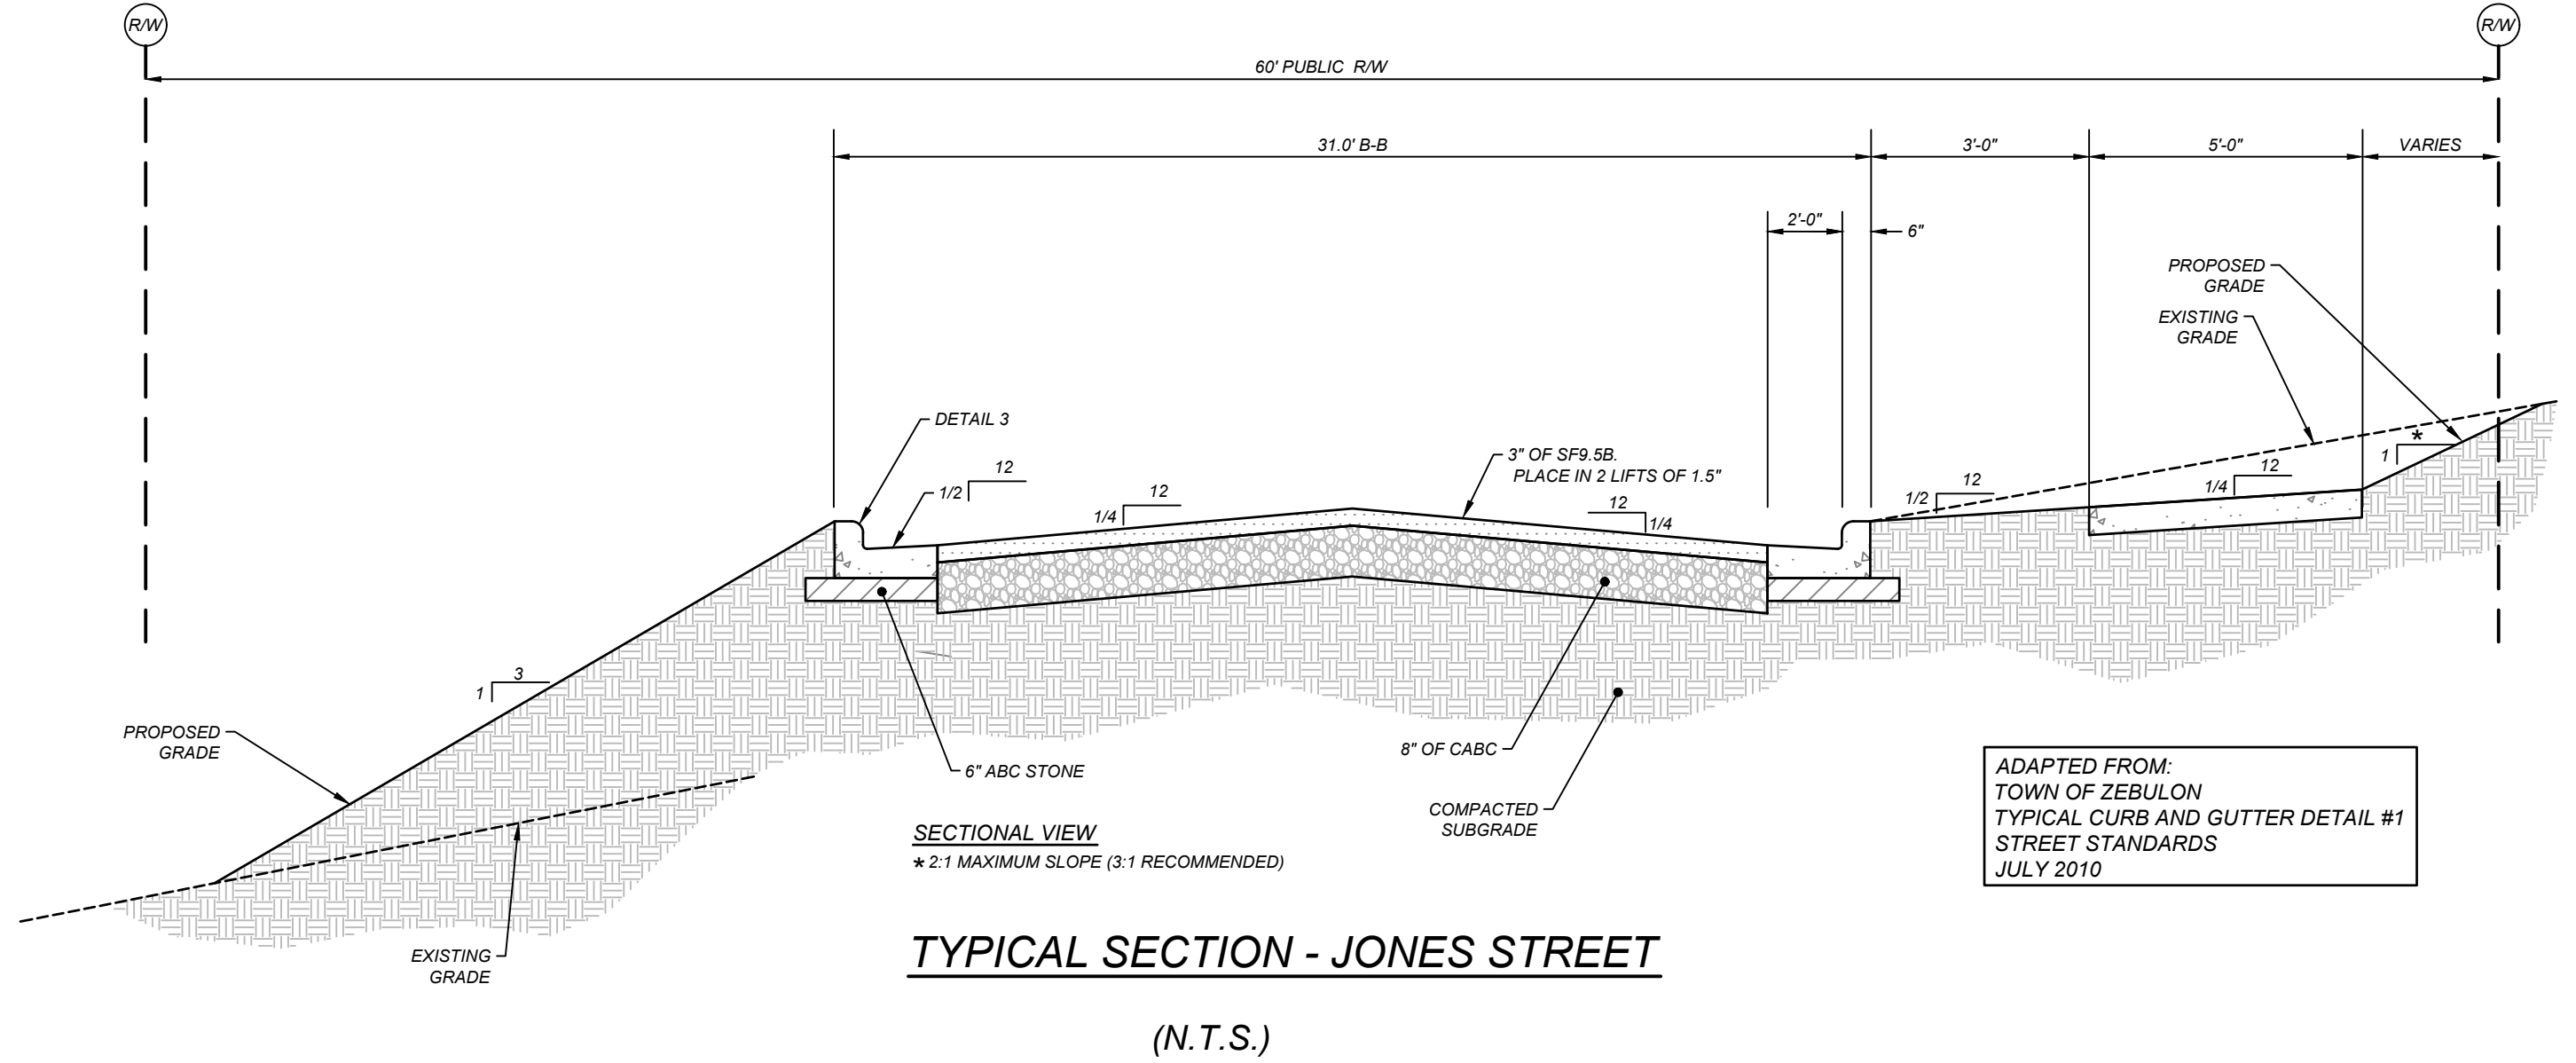 R/W
R/W
60' PUBLIC R/W
31.0' B-B
3'-0"
5'-0"
VARIES
2'-0"
6"
PROPOSED
GRADE
EXISTING
GRADE
DETAIL 3
12
1/2
12
1/4
3" OF SF9.5B.
PLACE IN 2 LIFTS OF 1.5"
12
1/4
12
1/2
12
1/4
*
1
3
1
PROPOSED
GRADE
6" ABC STONE
8" OF CABC
COMPACTED
SUBGRADE
EXISTING
GRADE
SECTIONAL VIEW
* 2:1 MAXIMUM SLOPE (3:1 RECOMMENDED)
ADAPTED FROM:
TOWN OF ZEBULON
TYPICAL CURB AND GUTTER DETAIL #1
STREET STANDARDS
JULY 2010
TYPICAL SECTION - JONES STREET
(N.T.S.)